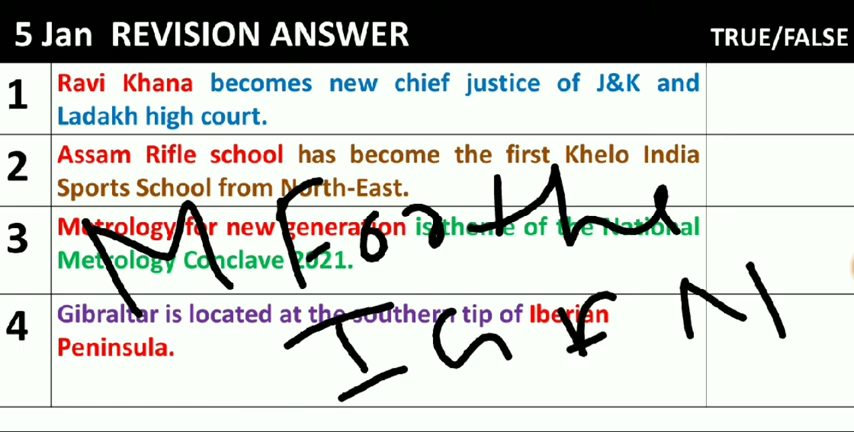 5 Jan REVISION ANSWER TRUE/FALSE
1 Ravi Khana becomes new chief justice of J&K and
Ladakh high court.
2 Assam Rifle school has become the first Khelo India
Sports School from North-East.
3 Metrology for new generation is theme of the National
Metrology Conclave 2021.
4 Gibraltar is located at the southern tip of Iberian
Peninsula.
M For the